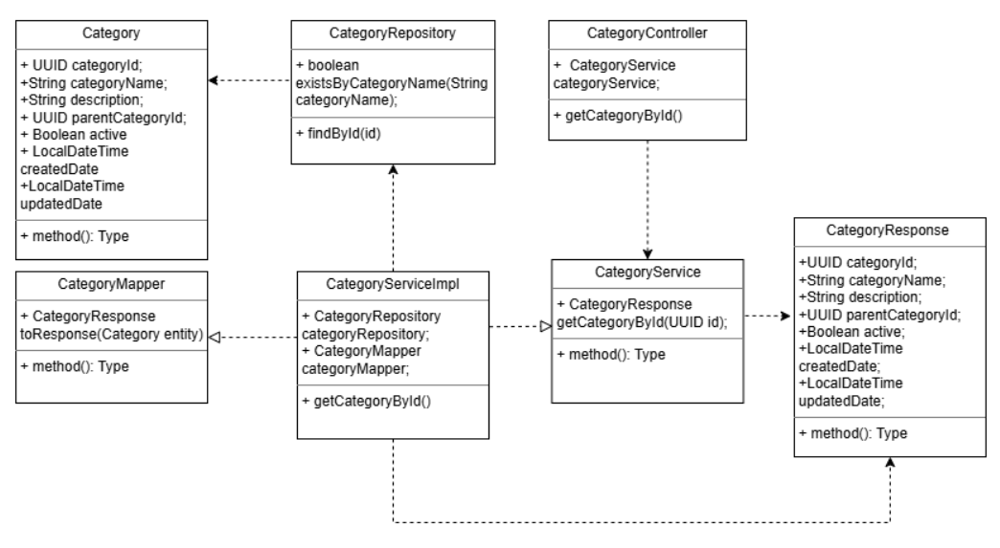 Category
+ UUID categoryId;
+String categoryName;
+String description;
+ UUID parentCategoryId;
+ Boolean active
+ LocalDateTime
createdDate
+LocalDateTime
updatedDate
+ method(): Type
CategoryRepository
+ boolean
existsByCategoryName(String
categoryName);
+ findById(id)
CategoryController
+  CategoryService
categoryService;
+ getCategoryById()
CategoryMapper
+ CategoryResponse
toResponse(Category entity)
+ method(): Type
CategoryServiceImpl
+ CategoryRepository
categoryRepository;
+ CategoryMapper
categoryMapper;
+ getCategoryById()
CategoryService
+ CategoryResponse
getCategoryById(UUID id);
+ method(): Type
CategoryResponse
+UUID categoryId;
+String categoryName;
+String description;
+UUID parentCategoryId;
+Boolean active;
+LocalDateTime
createdDate;
+LocalDateTime
updatedDate;
+ method(): Type